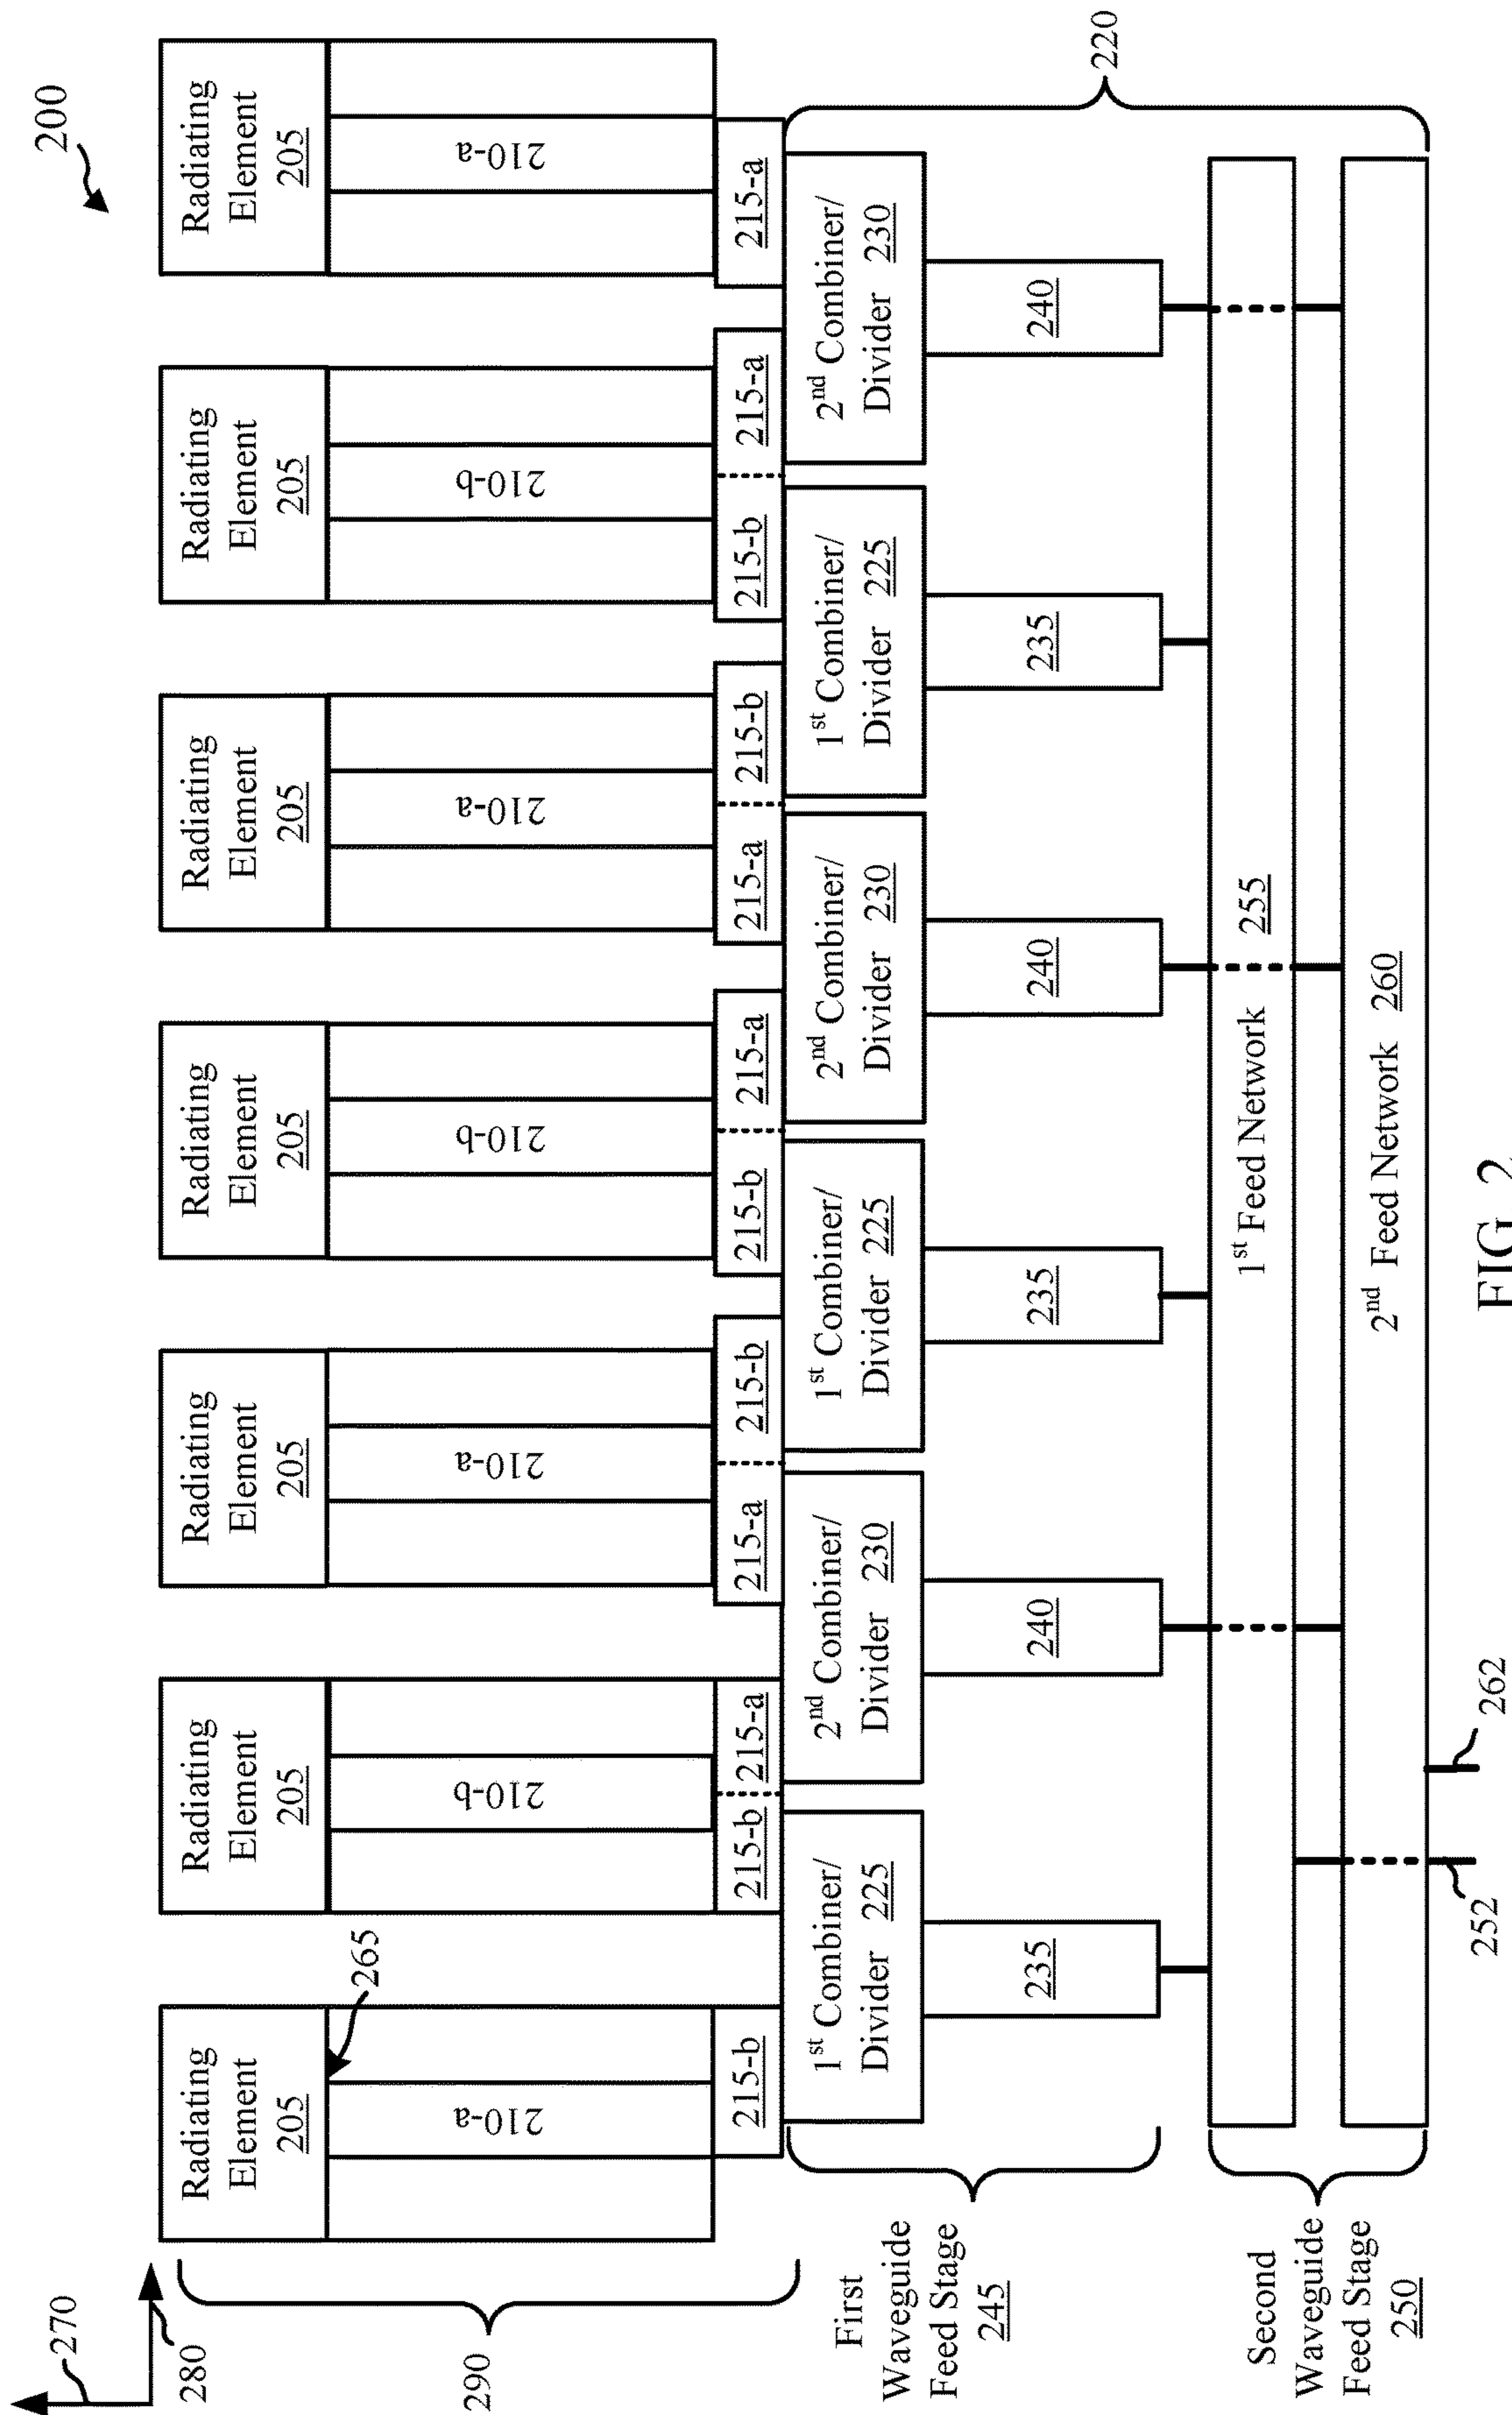 200
270
280
Radiating
Element
205
Radiating
Element
205
Radiating
Element
205
Radiating
Element
205
Radiating
Element
205
Radiating
Element
205
Radiating
Element
205
265
290
210-a
210-b
210-a
210-b
210-a
210-b
210-a
215-b
215-b
215-a
215-a
215-b
215-b
215-a
215-a
215-b
215-b
215-a
215-a
First
Waveguide
Feed Stage
245
1st Combiner/
Divider 225
2nd Combiner/
Divider 230
1st Combiner/
Divider 225
2nd Combiner/
Divider 230
1st Combiner/
Divider 225
2nd Combiner/
Divider 230
235
240
235
240
235
240
220
Second
Waveguide
Feed Stage
250
1st Feed Network 255
2nd Feed Network 260
252
262
FIG. 2